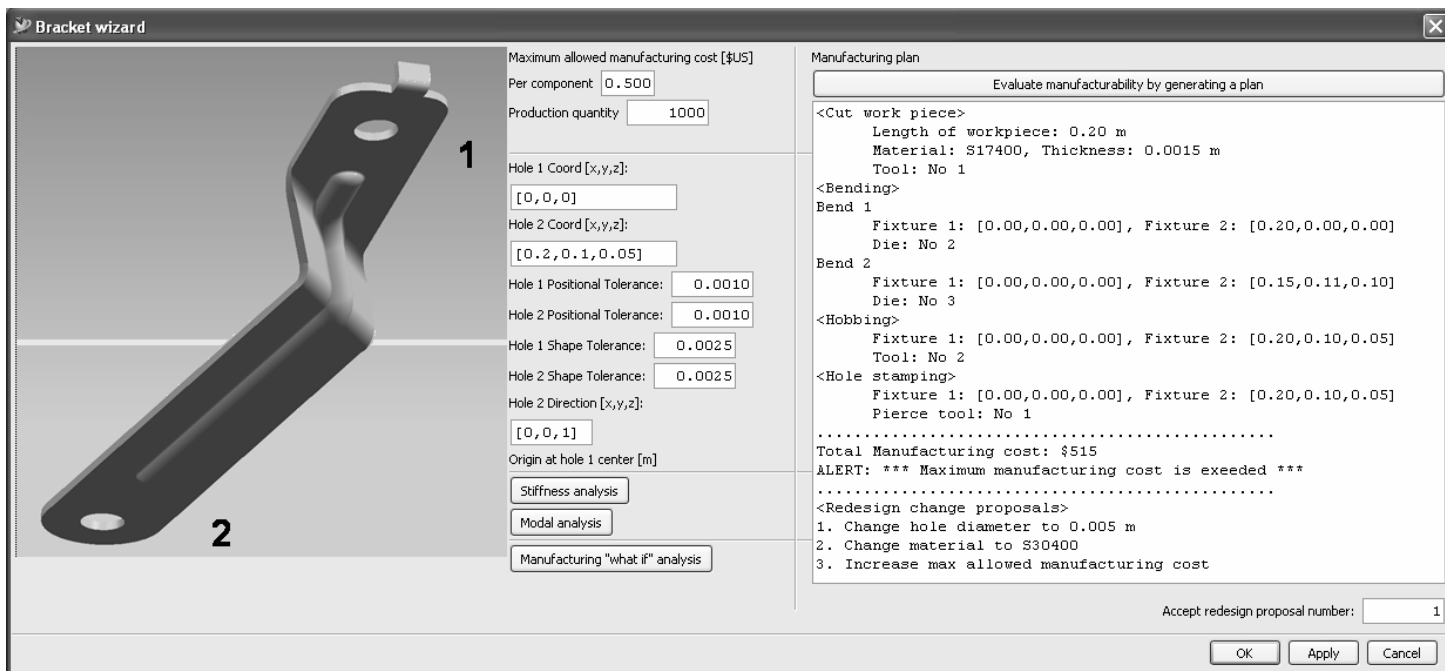 Bracket wizard
1
2
Maximum allowed manufacturing cost [$US]
Per component 0.500
Production quantity 1000
Hole 1 Coord [x,y,z]:
[0,0,0]
Hole 2 Coord [x,y,z]:
[0.2,0.1,0.05]
Hole 1 Positional Tolerance: 0.0010
Hole 2 Positional Tolerance: 0.0010
Hole 1 Shape Tolerance: 0.0025
Hole 2 Shape Tolerance: 0.0025
Hole 2 Direction [x,y,z]:
[0,0,1]
Origin at hole 1 center [m]
Stiffness analysis
Modal analysis
Manufacturing "what if" analysis
Manufacturing plan
Evaluate manufacturability by generating a plan
<Cut work piece>
Length of workpiece: 0.20 m
Material: S17400, Thickness: 0.0015 m
Tool: No 1
<Bending>
Bend 1
Fixture 1: [0.00,0.00,0.00], Fixture 2: [0.20,0.00,0.00]
Die: No 2
Bend 2
Fixture 1: [0.00,0.00,0.00], Fixture 2: [0.15,0.11,0.10]
Die: No 3
<Hobbing>
Fixture 1: [0.00,0.00,0.00], Fixture 2: [0.20,0.10,0.05]
Tool: No 2
<Hole stamping>
Fixture 1: [0.00,0.00,0.00], Fixture 2: [0.20,0.10,0.05]
Pierce tool: No 1
................................................
Total Manufacturing cost: $515
ALERT: *** Maximum manufacturing cost is exeeded ***
................................................
<Redesign change proposals>
1. Change hole diameter to 0.005 m
2. Change material to S30400
3. Increase max allowed manufacturing cost
Accept redesign proposal number: 1
OK Apply Cancel